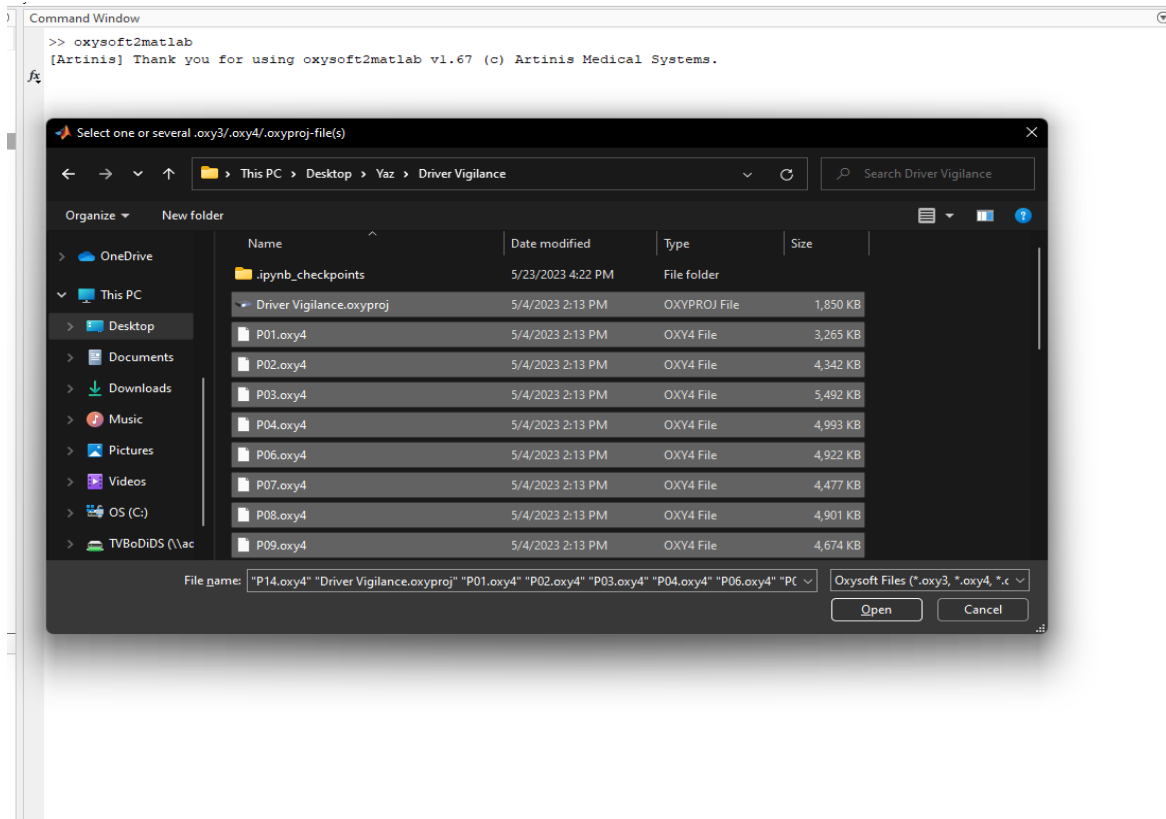 Command Window
>> oxysoft2matlab
[Artinis] Thank you for using oxysoft2matlab v1.67 (c) Artinis Medical Systems.
fx
Select one or several .oxy3/.oxy4/.oxyproj-file(s)
This PC > Desktop > Yaz > Driver Vigilance
Search Driver Vigilance
Organize
New folder
Name Date modified Type Size
OneDrive
This PC
Desktop
Documents
Downloads
Music
Pictures
Videos
OS (C:)
TVBoDiDS (\\ac
.ipynb_checkpoints 5/23/2023 4:22 PM File folder
Driver Vigilance.oxyproj 5/4/2023 2:13 PM OXYPROJ File 1,850 KB
P01.oxy4 5/4/2023 2:13 PM OXY4 File 3,265 KB
P02.oxy4 5/4/2023 2:13 PM OXY4 File 4,342 KB
P03.oxy4 5/4/2023 2:13 PM OXY4 File 5,492 KB
P04.oxy4 5/4/2023 2:13 PM OXY4 File 4,993 KB
P06.oxy4 5/4/2023 2:13 PM OXY4 File 4,922 KB
P07.oxy4 5/4/2023 2:13 PM OXY4 File 4,477 KB
P08.oxy4 5/4/2023 2:13 PM OXY4 File 4,901 KB
P09.oxy4 5/4/2023 2:13 PM OXY4 File 4,674 KB
File name: "P14.oxy4" "Driver Vigilance.oxyproj" "P01.oxy4" "P02.oxy4" "P03.oxy4" "P04.oxy4" "P06.oxy4"
Oxysoft Files (*.oxy3, *.oxy4, *.c
Open
Cancel